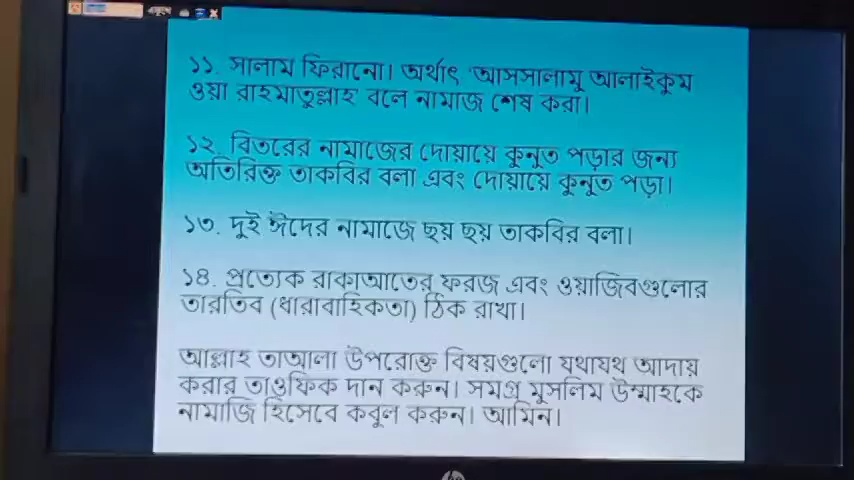 ১১. সালাম ফিরানো। অর্থাৎ 'আসসালামু আলাইকুম
ওয়া রাহমাতুল্লাহ' বলে নামাজ শেষ করা।
১২. বিতরের নামাজের দোয়ায়ে কুনুত পড়ার জন্য
অতিরিক্ত তাকবির বলা এবং দোয়ায়ে কুনুত পড়া।
১৩. দুই ঈদের নামাজে ছয় ছয় তাকবির বলা।
১৪. প্রত্যেক রাকাআতের ফরজ এবং ওয়াজিবগুলোর
তারতিব (ধারাবাহিকতা) ঠিক রাখা।
আল্লাহ তাআলা উপরোক্ত বিষয়গুলো যথাযথ আদায়
করার তাওফিক দান করুন। সমগ্র মুসলিম উম্মাহকে
নামাজি হিসেবে কবুল করুন। আমিন।
hp